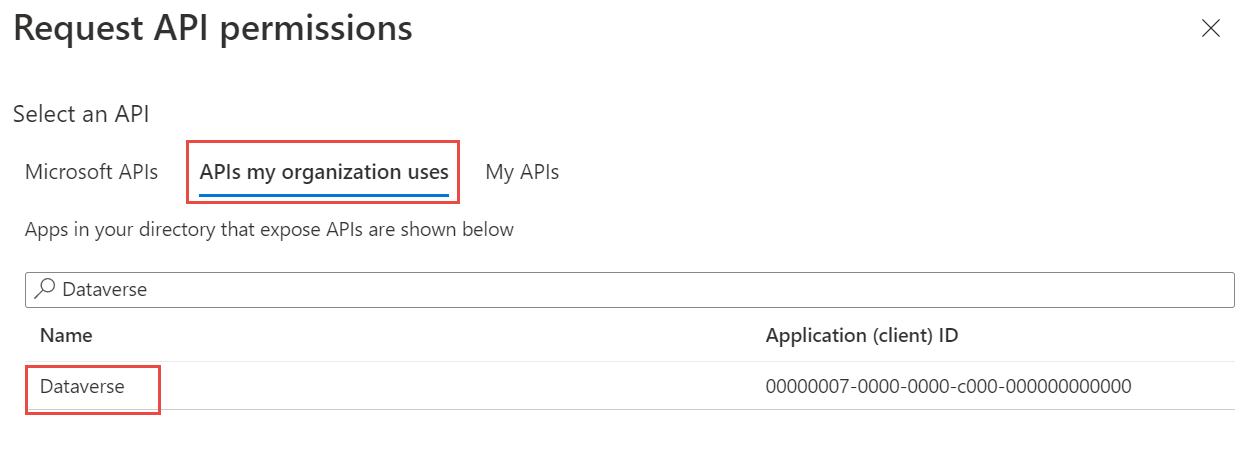 Request API permissions
Select an API
Microsoft APIs APIs my organization uses My APIs
Apps in your directory that expose APIs are shown below
Dataverse
Name Application (client) ID
Dataverse 00000007-0000-0000-c000-000000000000